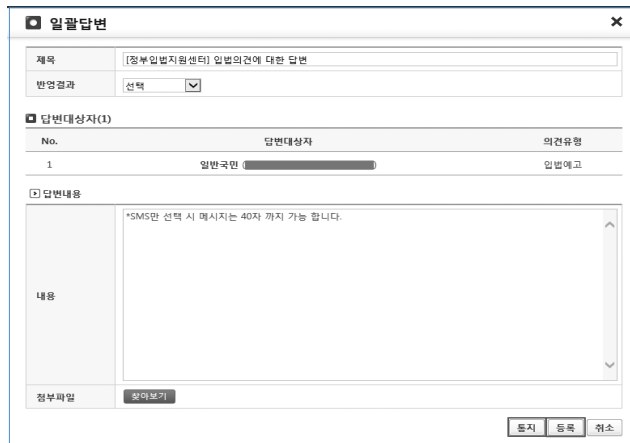 일괄답변
제목 [정부입법지원센터] 입법의견에 대한 답변
반영결과 선택
답변대상자(1)
No. 답변대상자 의견유형
1 일반국민 ( ) 입법예고
답변내용
내용 *SMS만 선택 시 메시지는 40자 까지 가능 합니다.
첨부파일 찾아보기
통지 등록 취소